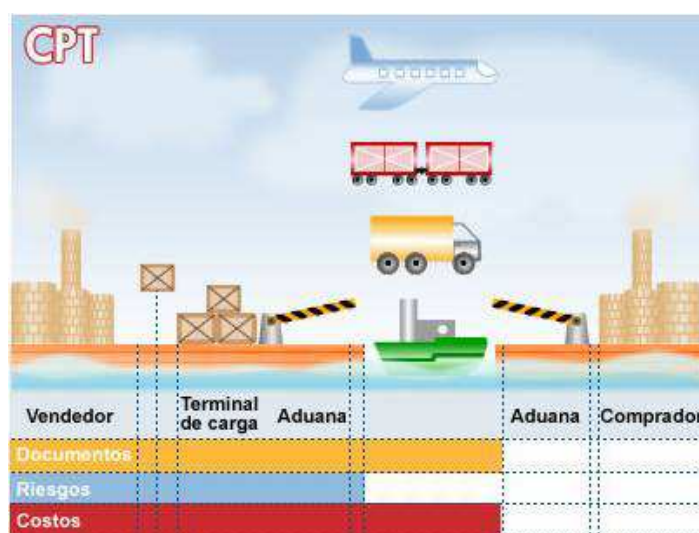 CPT
Vendedor
Terminal
de carga
Aduana
Aduana
Comprador
Documentos
Riesgos
Costos